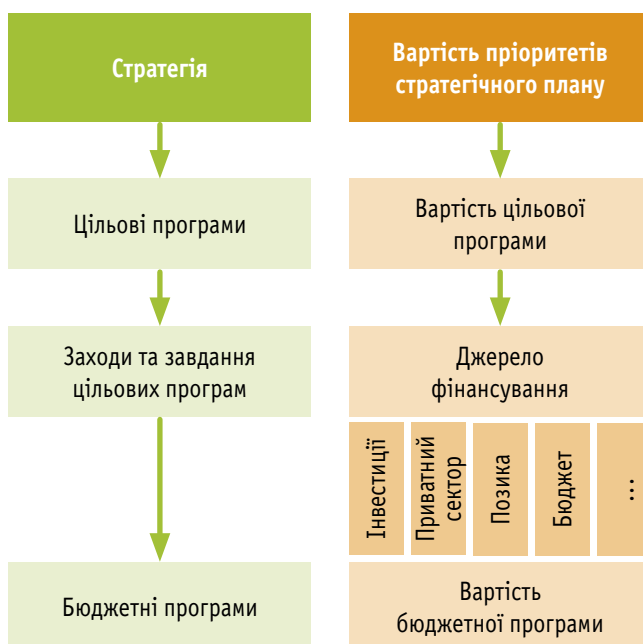 Стратегія
Вартість пріоритетів
стратегічного плану
Цільові програми
Вартість цільової
програми
Заходи та завдання
цільових програм
Джерело
фінансування
Інвестиції
Приватний
сектор
Позика
Бюджет
...
Бюджетні програми
Вартість
бюджетної програми